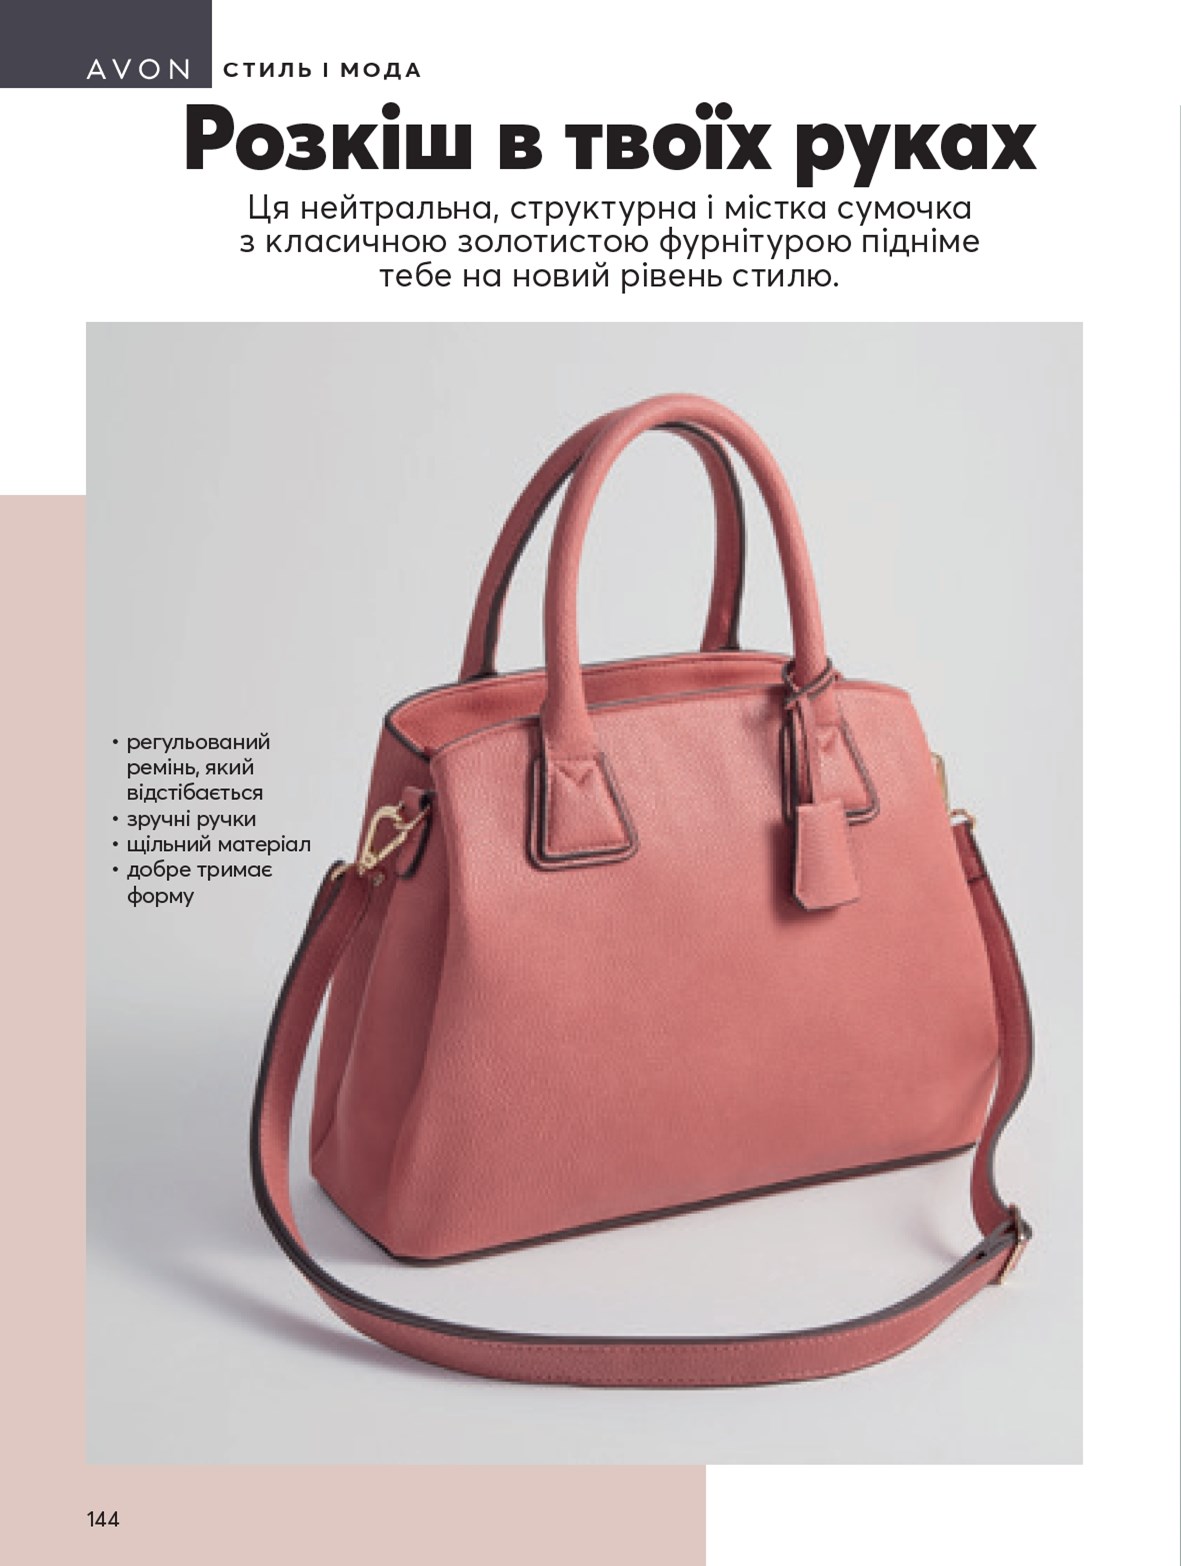 AVON СТИЛЬ І МОДА
Розкіш в твоїх руках
Ця нейтральна, структурна і містка сумочка
з класичною золотистою фурнітурою підніме
тебе на новий рівень стилю.
• регульований
ремінь, який
відстібається
• зручні ручки
• щільний матеріал
• добре тримає
форму
144